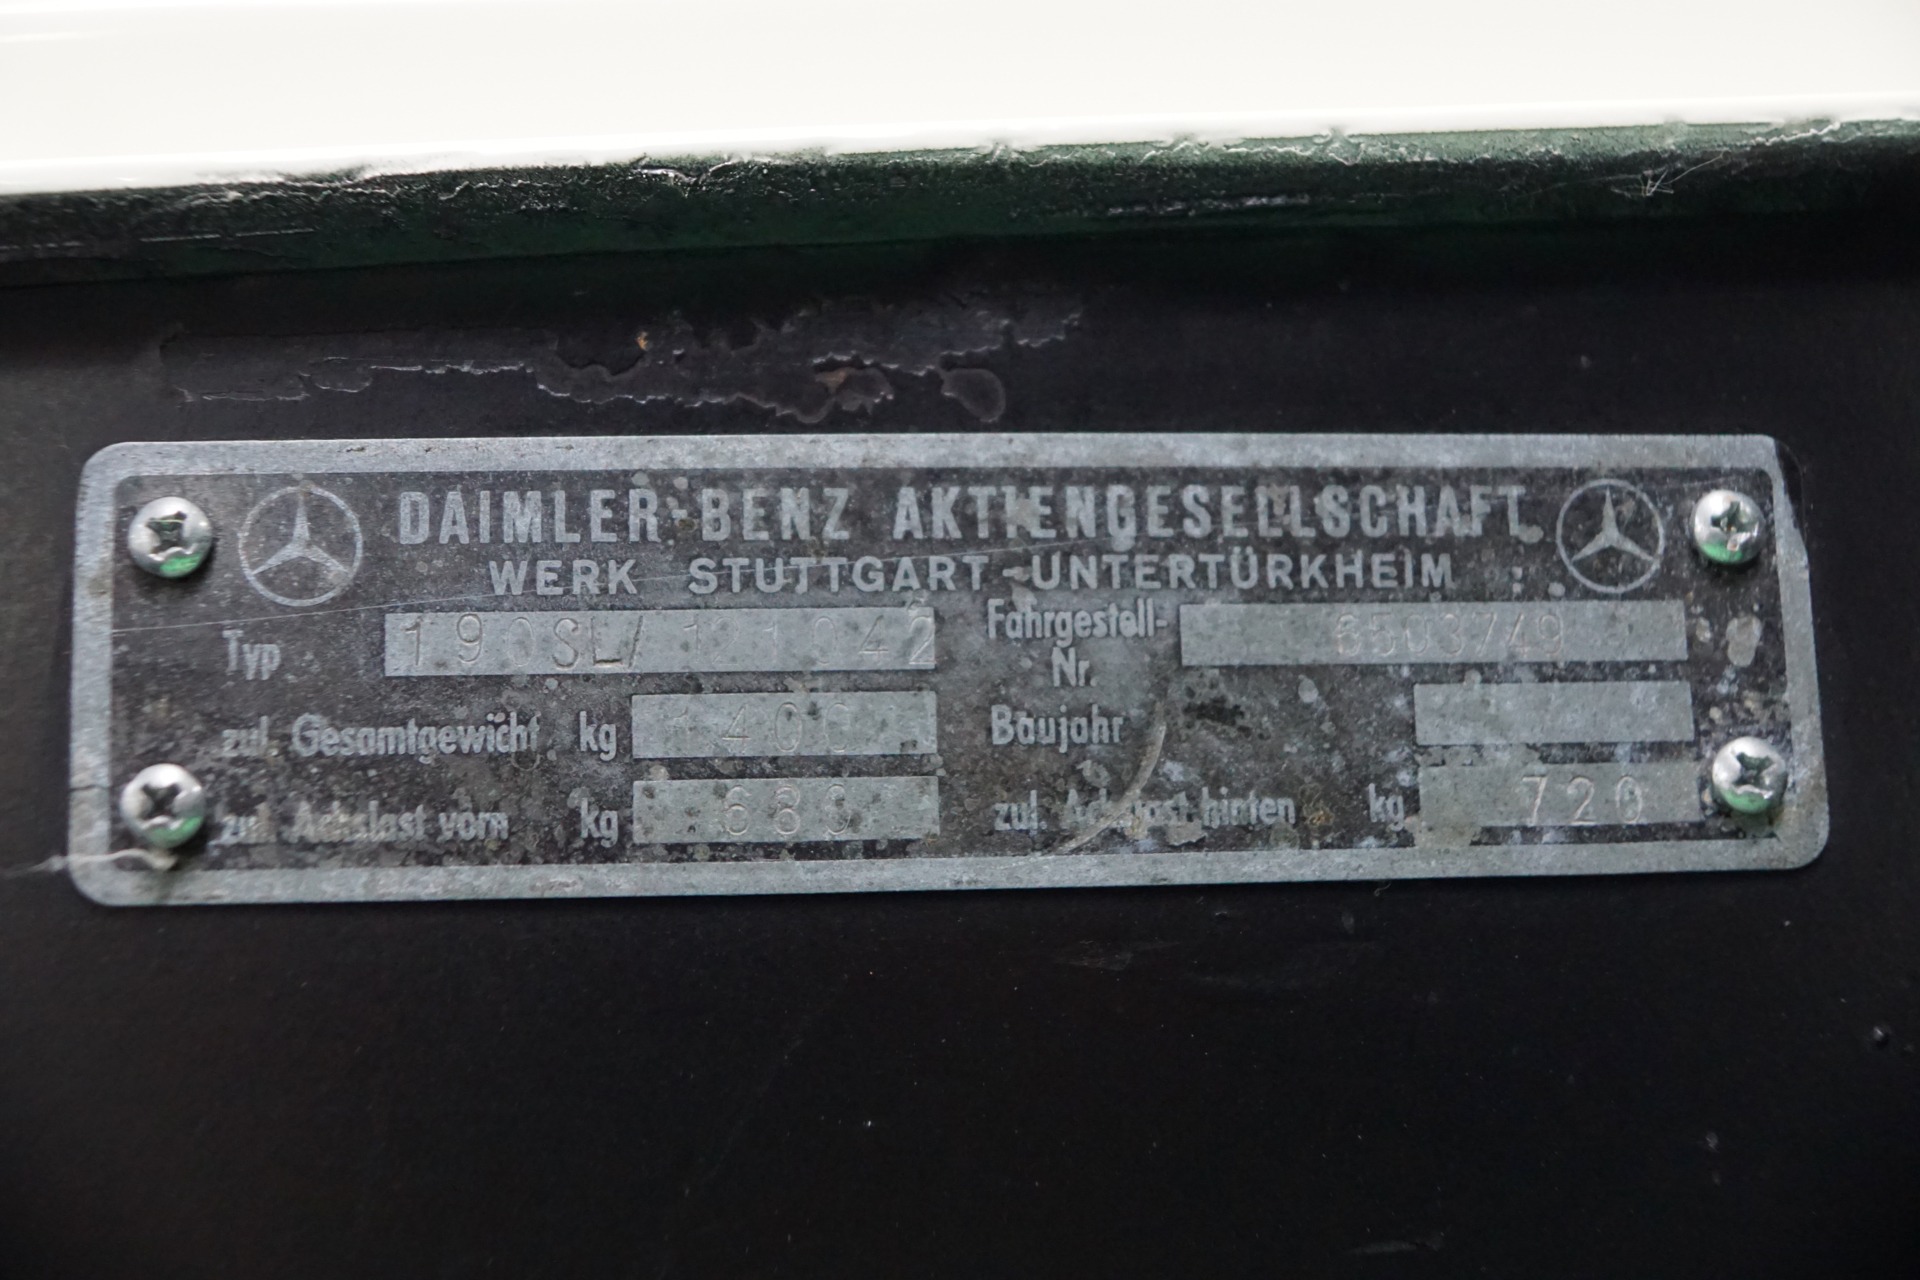 DAIMLER-BENZ AKTIENGESELLSCHAFT
WERK STUTTGART-UNTERTÜRKHEIM
Typ 190SL/121042 Fahrgestell-Nr. 6503749
zul. Gesamtgewicht kg 1400 Baujahr
zul. Achslast vorn kg 680 zul. Achslast hinten kg 720